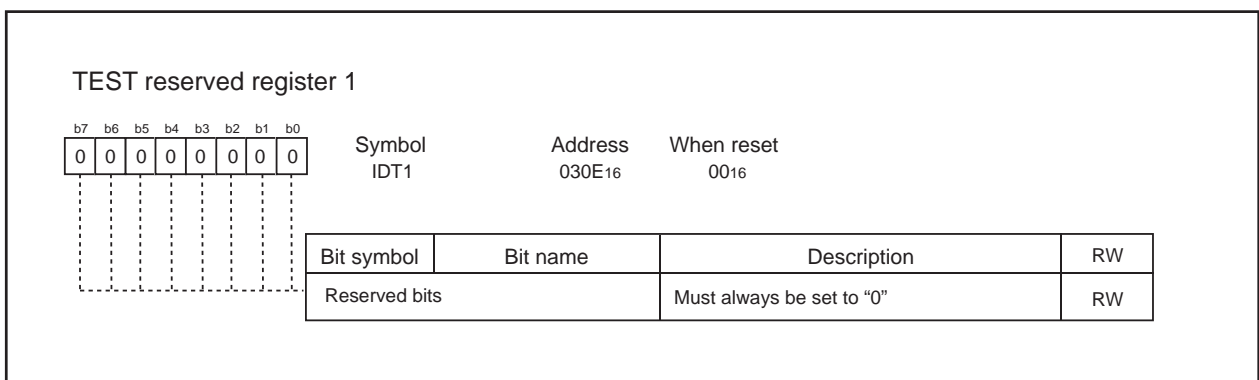 TEST reserved register 1
b7 b6 b5 b4 b3 b2 b1 b0
0 0 0 0 0 0 0 0
Symbol Address When reset
IDT1 030E16 0016
Bit symbol Bit name Description RW
Reserved bits Must always be set to “0” RW